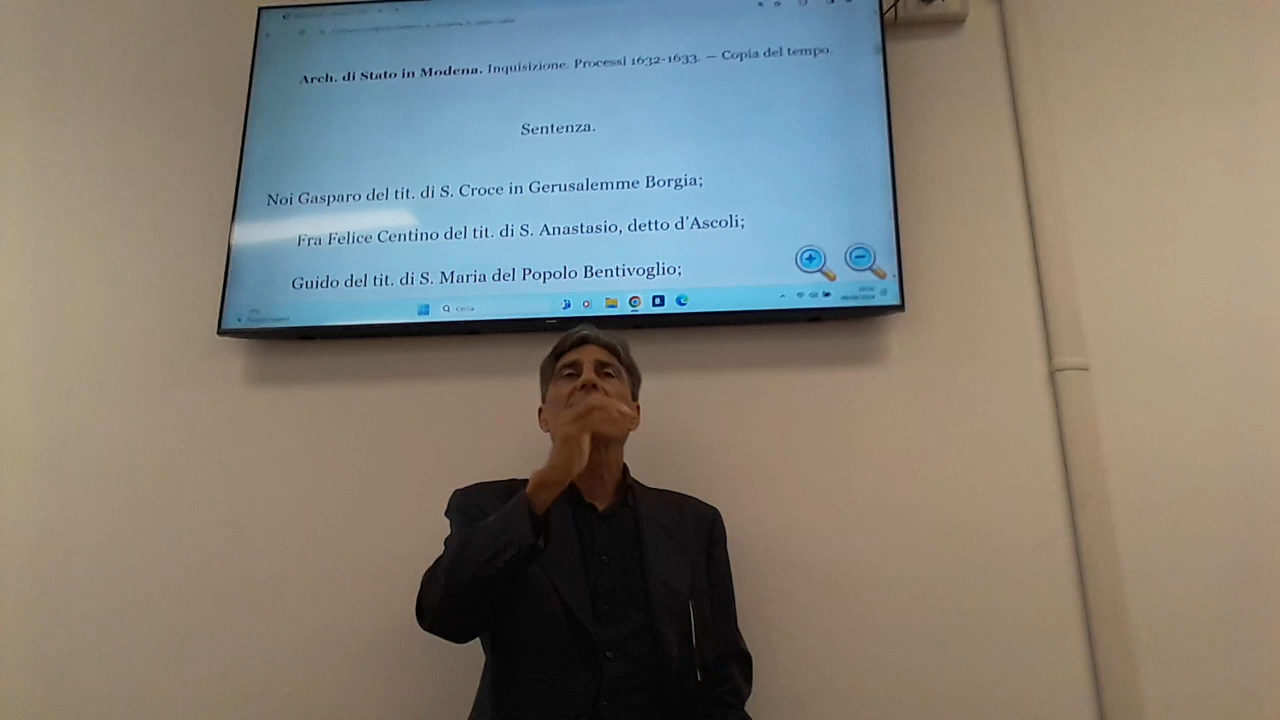 Arch. di Stato in Modena. Inquisizione. Processi 1632-1633. — Copia del tempo.
Sentenza.
Noi Gasparo del tit. di S. Croce in Gerusalemme Borgia;
Fra Felice Centino del tit. di S. Anastasio, detto d'Ascoli;
Guido del tit. di S. Maria del Popolo Bentivoglio;
Cerca